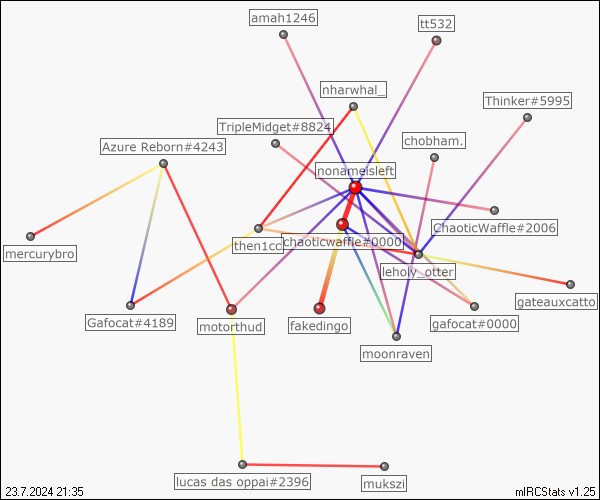 amah1246
tt532
nharwhal_
Thinker#5995
TripleMidget#8824
chobham.
Azure Reborn#4243
nonameisleft
ChaoticWaffle#2006
then1cc
chaoticwaffle#0000
mercurybro
leholy_otter
gateauxcatto
Gafocat#4189
motorthud
fakedingo
gafocat#0000
moonraven
lucas das oppai#2396
mukszi
23.7.2024 21:35
mIRCStats v1.25